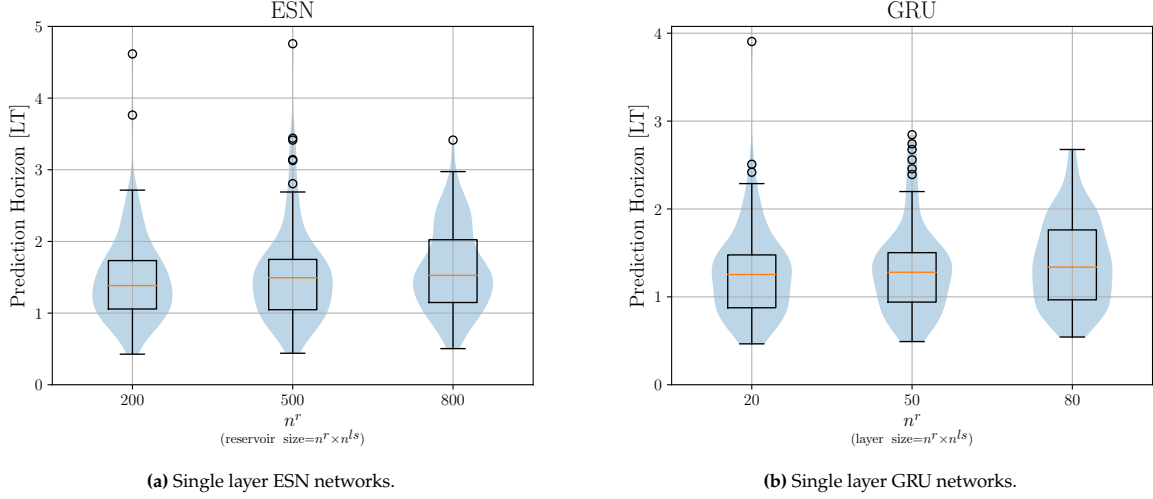 ESN
Prediction Horizon [LT]
5
4
3
2
1
0
200 500 800
n^r
(reservoir size=n^r×n^ls)
(a) Single layer ESN networks.
GRU
Prediction Horizon [LT]
4
3
2
1
0
20 50 80
n^r
(layer size=n^r×n^ls)
(b) Single layer GRU networks.